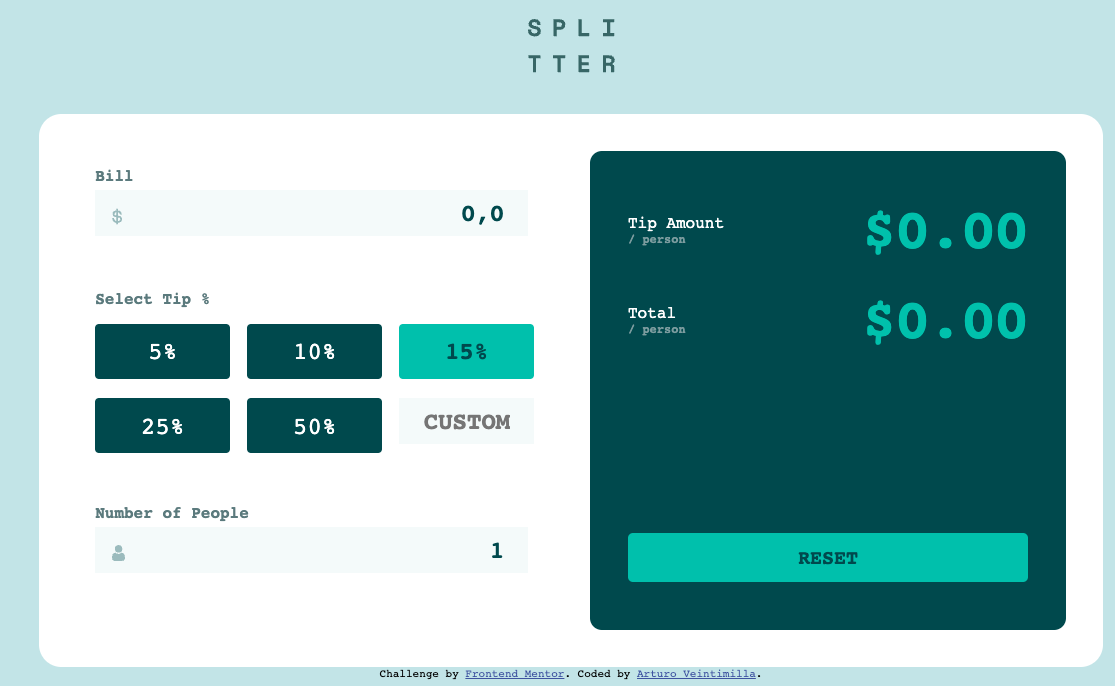 SPLI
TTER
Bill
$ 0,0
Select Tip %
5% 10% 15%
25% 50% CUSTOM
Number of People
1
Tip Amount
/ person
$0.00
Total
/ person
$0.00
RESET
Challenge by Frontend Mentor. Coded by Arturo Veintimilla.